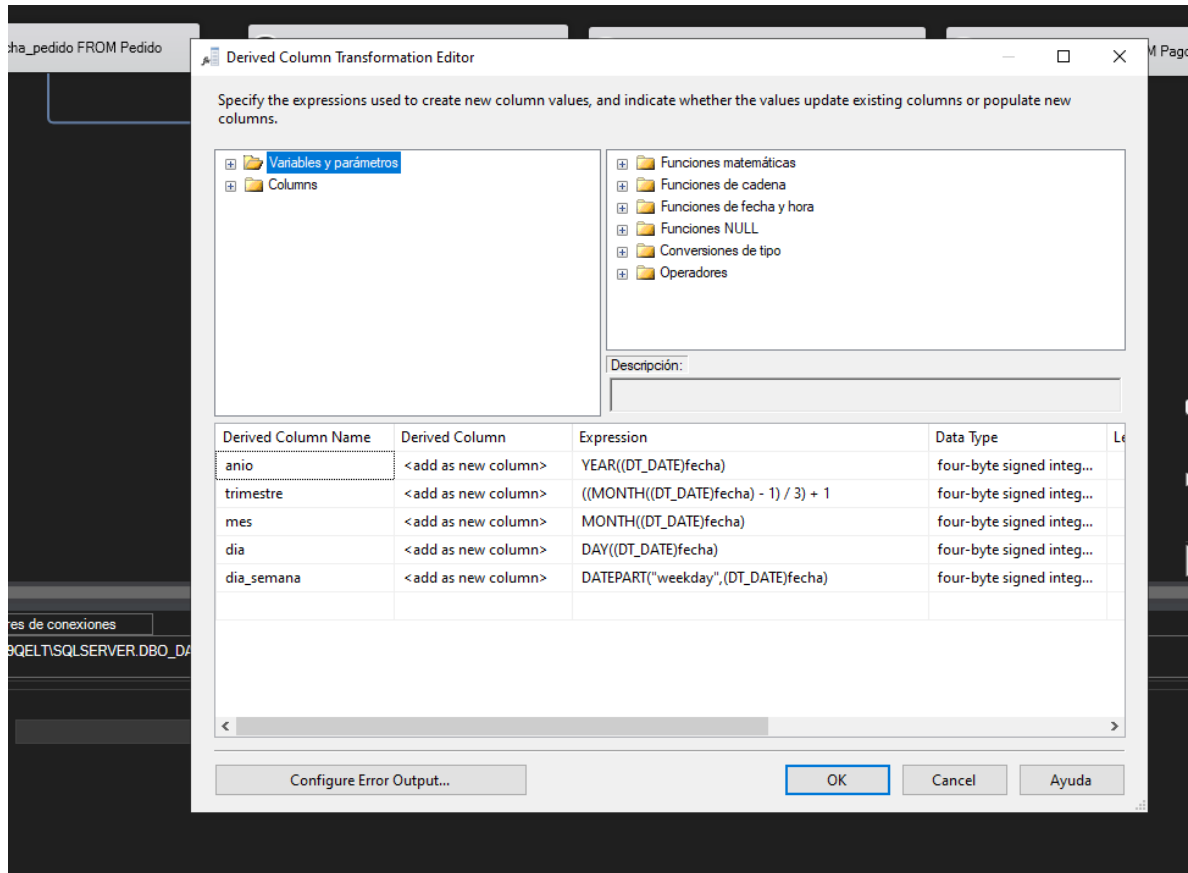 cha_pedido FROM Pedido
M Pago
Derived Column Transformation Editor
Specify the expressions used to create new column values, and indicate whether the values update existing columns or populate new
columns.
Variables y parámetros
Columns
Funciones matemáticas
Funciones de cadena
Funciones de fecha y hora
Funciones NULL
Conversiones de tipo
Operadores
Descripción:
Derived Column Name Derived Column Expression Data Type Le
anio <add as new column> YEAR((DT_DATE)fecha) four-byte signed integ...
trimestre <add as new column> ((MONTH((DT_DATE)fecha) - 1) / 3) + 1 four-byte signed integ...
mes <add as new column> MONTH((DT_DATE)fecha) four-byte signed integ...
dia <add as new column> DAY((DT_DATE)fecha) four-byte signed integ...
dia_semana <add as new column> DATEPART("weekday",(DT_DATE)fecha) four-byte signed integ...
res de conexiones
9QELT\SQLSERVER.DBO_DA
Configure Error Output... OK Cancel Ayuda